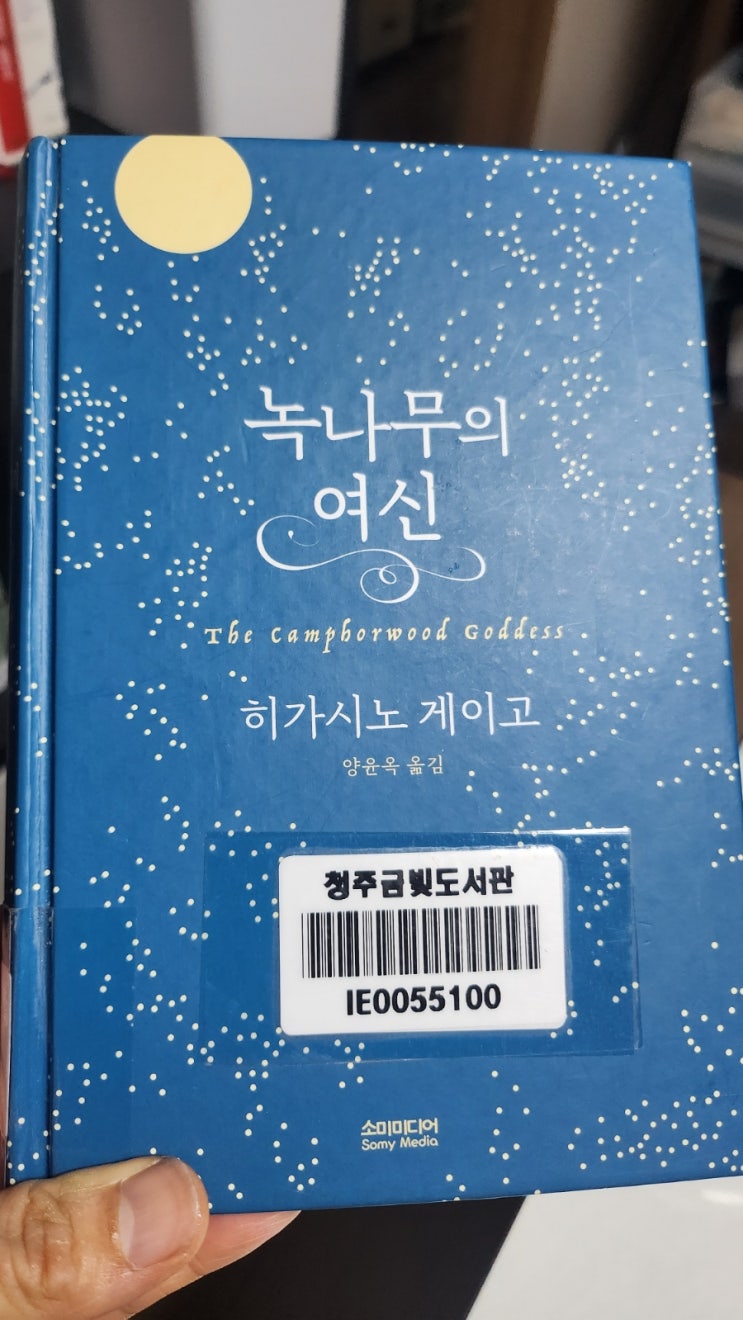 녹나무의
여신
The Camphorwood Goddess
히가시노 게이고
양윤옥 옮김
청주금빛도서관
IE0055100
소미미디어
Somy Media